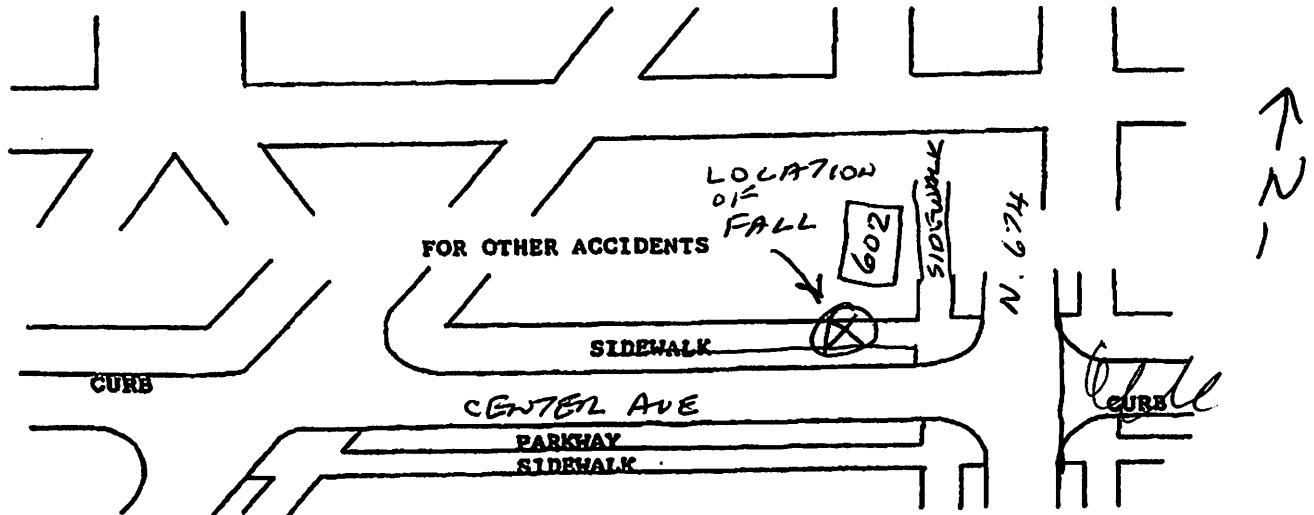 LOCATION
OF
FALL
602
SIDEWALK
N. 674
N
FOR OTHER ACCIDENTS
SIDEWALK
CURB
CENTER AVE
CURB
PARKWAY
SIDEWALK